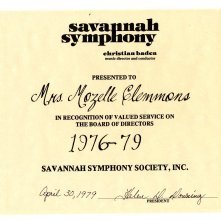 savannah
symphony
christian badea
music director and conductor
PRESENTED TO
Mrs Mozelle Clemmons
IN RECOGNITION OF VALUED SERVICE ON
THE BOARD OF DIRECTORS
1976-79
SAVANNAH SYMPHONY SOCIETY, INC.
April 30, 1979
PRESIDENT